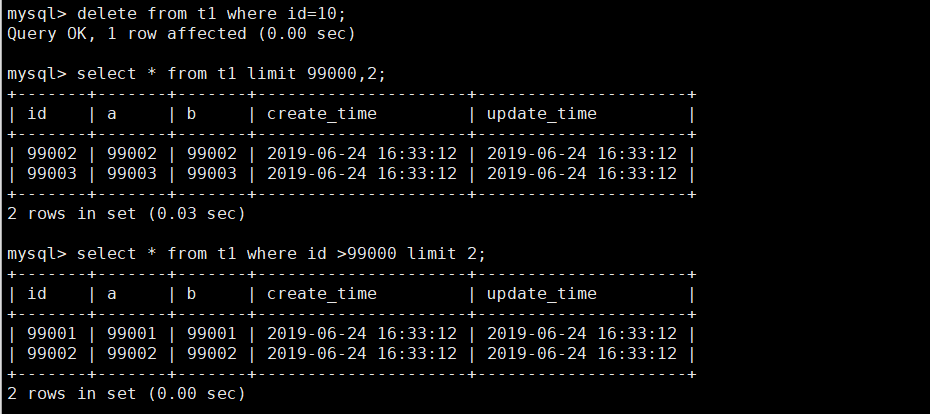 mysql> delete from t1 where id=10;
Query OK, 1 row affected (0.00 sec)
mysql> select * from t1 limit 99000,2;
+-------+-------+-------+---------------------+---------------------+
| id    | a     | b     | create_time         | update_time         |
+-------+-------+-------+---------------------+---------------------+
| 99002 | 99002 | 99002 | 2019-06-24 16:33:12 | 2019-06-24 16:33:12 |
| 99003 | 99003 | 99003 | 2019-06-24 16:33:12 | 2019-06-24 16:33:12 |
+-------+-------+-------+---------------------+---------------------+
2 rows in set (0.03 sec)
mysql> select * from t1 where id >99000 limit 2;
+-------+-------+-------+---------------------+---------------------+
| id    | a     | b     | create_time         | update_time         |
+-------+-------+-------+---------------------+---------------------+
| 99001 | 99001 | 99001 | 2019-06-24 16:33:12 | 2019-06-24 16:33:12 |
| 99002 | 99002 | 99002 | 2019-06-24 16:33:12 | 2019-06-24 16:33:12 |
+-------+-------+-------+---------------------+---------------------+
2 rows in set (0.00 sec)